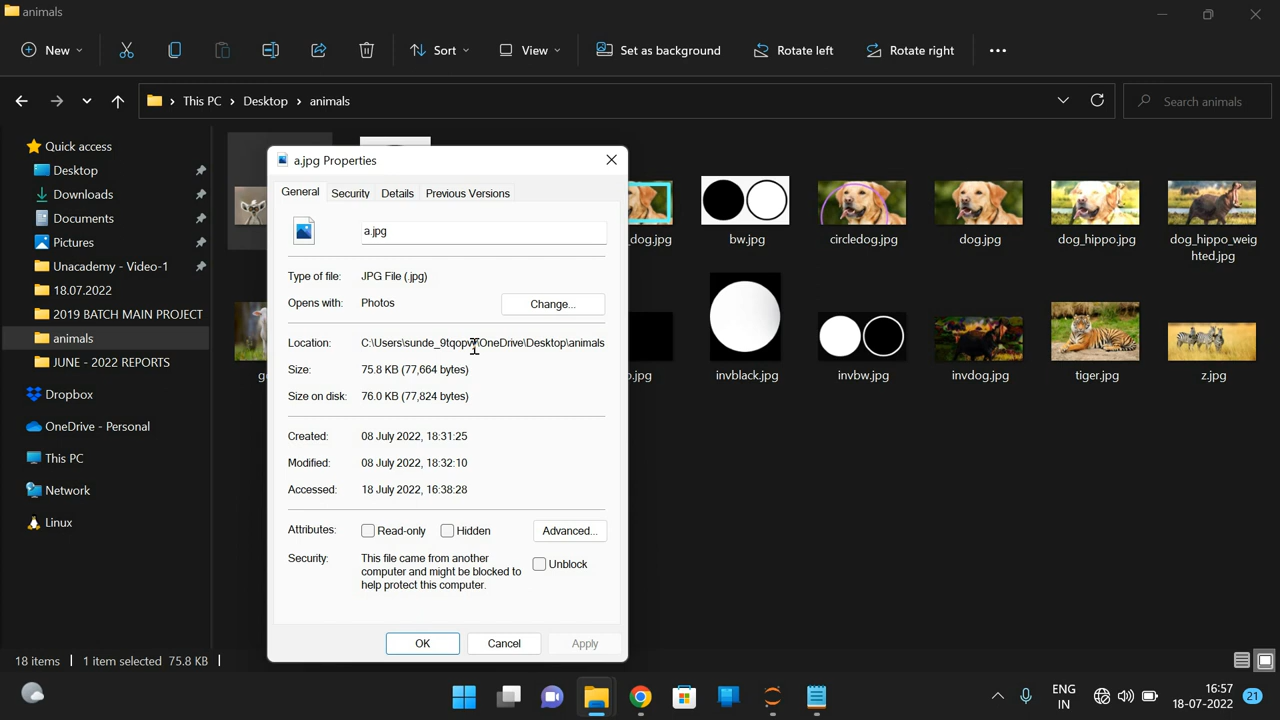 animals
New
Sort
View
Set as background
Rotate left
Rotate right
This PC
Desktop
animals
Search animals
Quick access
Desktop
Downloads
Documents
Pictures
Unacademy - Video-1
18.07.2022
2019 BATCH MAIN PROJECT
animals
JUNE - 2022 REPORTS
Dropbox
OneDrive - Personal
This PC
Network
Linux
a.jpg Properties
General Security Details Previous Versions
a.jpg
Type of file: JPG File (.jpg)
Opens with: Photos Change...
Location: OneDrive\Desktop\animals
Size: 75.8 KB (77,664 bytes)
Size on disk: 76.0 KB (77,824 bytes)
Created: 08 July 2022, 18:31:25
Modified: 08 July 2022, 18:32:10
Accessed: 18 July 2022, 16:38:28
Attributes: Read-only Hidden Advanced...
Security: This file came from another
computer and might be blocked to
help protect this computer.
Unblock
OK Cancel Apply
_dog.jpg
bw.jpg
circledog.jpg
dog.jpg
dog_hippo.jpg
dog_hippo_weig
hted.jpg
invblack.jpg
invbw.jpg
invdog.jpg
tiger.jpg
z.jpg
18 items 1 item selected 75.8 KB
ENG
IN
16:57
18-07-2022
21